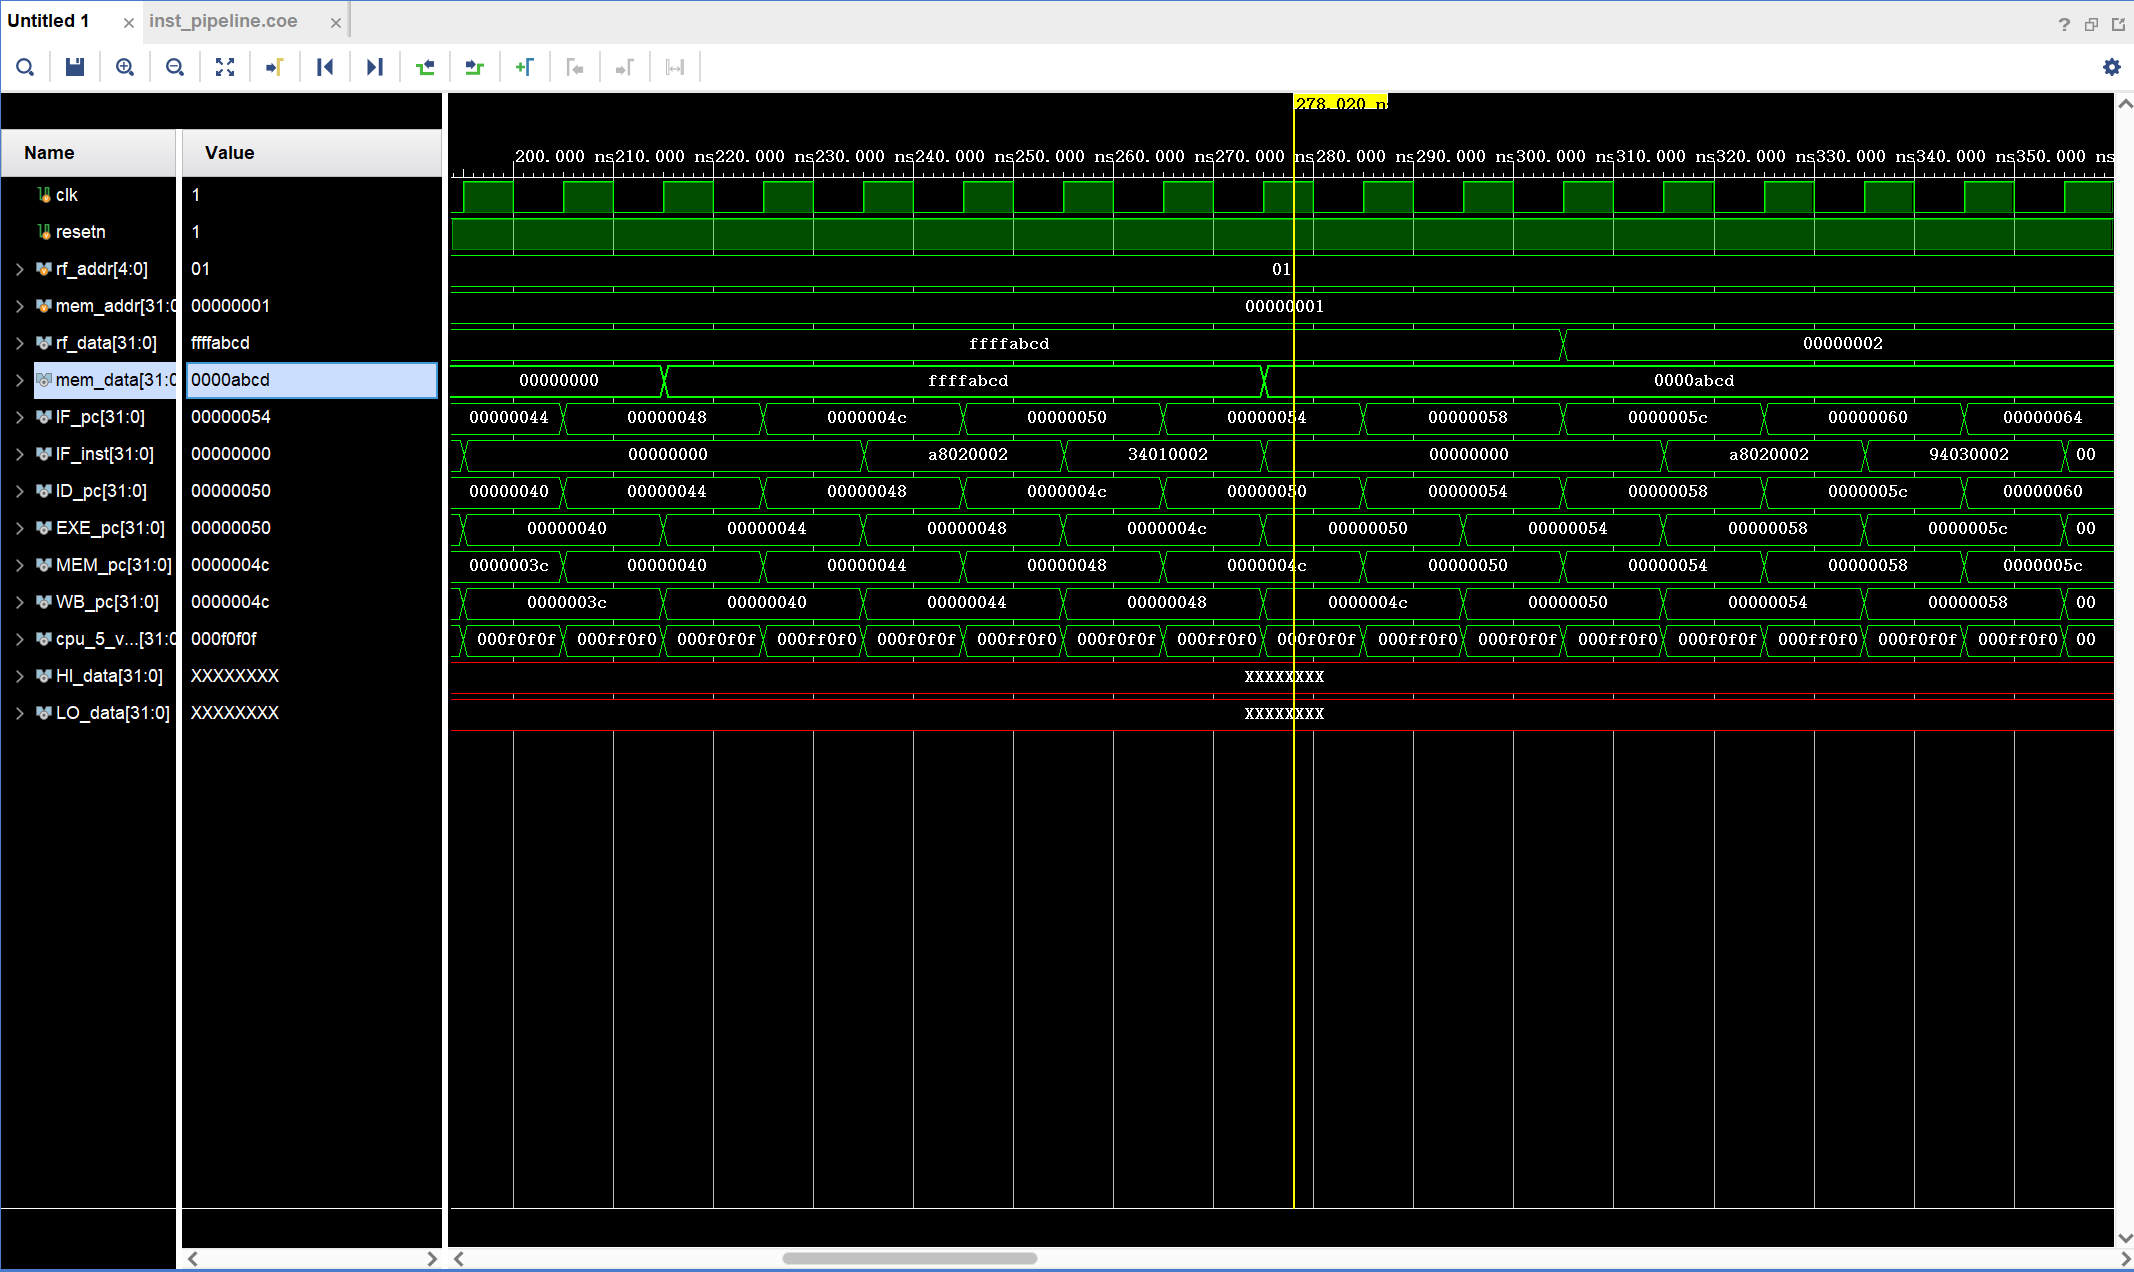 Untitled 1 × inst_pipeline.coe ×
?
278.020 n
Name Value
200.000 ns 210.000 ns 220.000 ns 230.000 ns 240.000 ns 250.000 ns 260.000 ns 270.000 ns 280.000 ns 290.000 ns 300.000 ns 310.000 ns 320.000 ns 330.000 ns 340.000 ns 350.000 ns
clk 1
resetn 1
rf_addr[4:0] 01 01
mem_addr[31:0 00000001 00000001
rf_data[31:0] ffffabcd ffffabcd 00000002
mem_data[31:0 0000abcd 00000000 ffffabcd 0000abcd
IF_pc[31:0] 00000054 00000044 00000048 0000004c 00000050 00000054 00000058 0000005c 00000060 00000064
IF_inst[31:0] 00000000 00000000 a8020002 34010002 00000000 a8020002 94030002 00
ID_pc[31:0] 00000050 00000040 00000044 00000048 0000004c 00000050 00000054 00000058 0000005c 00000060
EXE_pc[31:0] 00000050 00000040 00000044 00000048 0000004c 00000050 00000054 00000058 0000005c 00
MEM_pc[31:0] 0000004c 0000003c 00000040 00000044 00000048 0000004c 00000050 00000054 00000058 0000005c
WB_pc[31:0] 0000004c 0000003c 00000040 00000044 00000048 0000004c 00000050 00000054 00000058 00
cpu_5_v...[31:0 000f0f0f 000f0f0f 000ff0f0 000f0f0f 000ff0f0 000f0f0f 000ff0f0 000f0f0f 000ff0f0 000f0f0f 000ff0f0 000f0f0f 000ff0f0 000f0f0f 000ff0f0 000f0f0f 000ff0f0 00
HI_data[31:0] XXXXXXXX XXXXXXXX
LO_data[31:0] XXXXXXXX XXXXXXXX